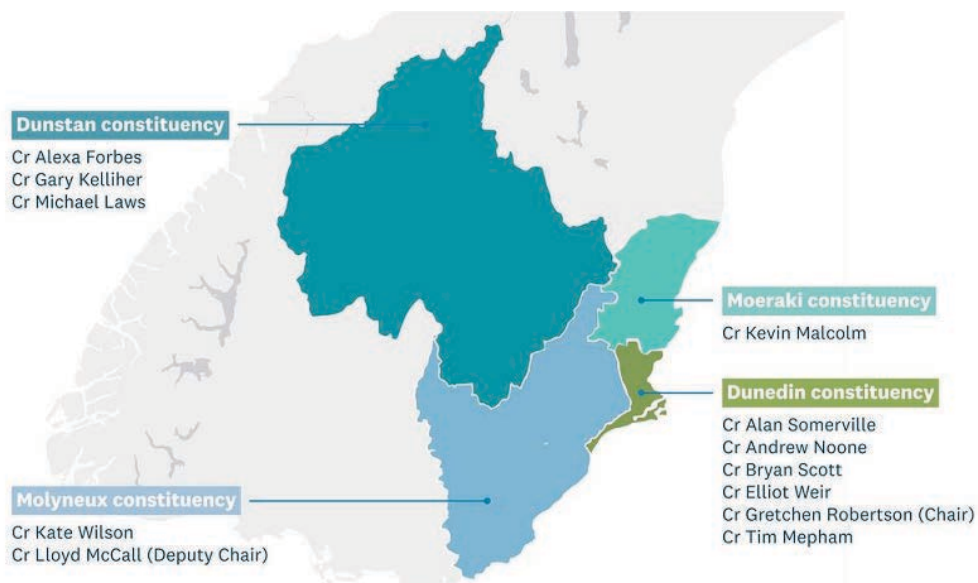 Dunstan constituency
Cr Alexa Forbes
Cr Gary Kelliher
Cr Michael Laws
Moeraki constituency
Cr Kevin Malcolm
Dunedin constituency
Cr Alan Somerville
Cr Andrew Noone
Cr Bryan Scott
Cr Elliot Weir
Cr Gretchen Robertson (Chair)
Cr Tim Mepham
Molyneux constituency
Cr Kate Wilson
Cr Lloyd McCall (Deputy Chair)